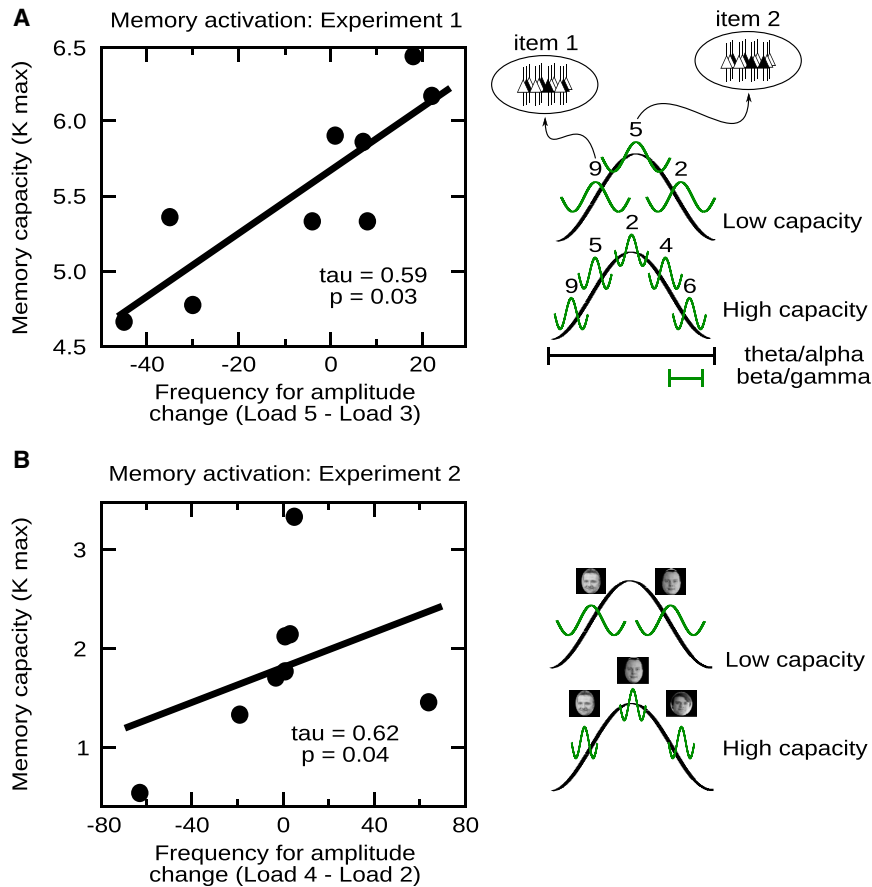 A
Memory activation: Experiment 1
Memory capacity (K max)
6.5
6.0
5.5
5.0
4.5
-40
-20
0
20
tau = 0.59
p = 0.03
Frequency for amplitude
change (Load 5 - Load 3)
item 1
item 2
9
5
2
Low capacity
9
5
2
4
6
High capacity
theta/alpha
beta/gamma
B
Memory activation: Experiment 2
Memory capacity (K max)
3
2
1
-80
-40
0
40
80
tau = 0.62
p = 0.04
Frequency for amplitude
change (Load 4 - Load 2)
Low capacity
High capacity